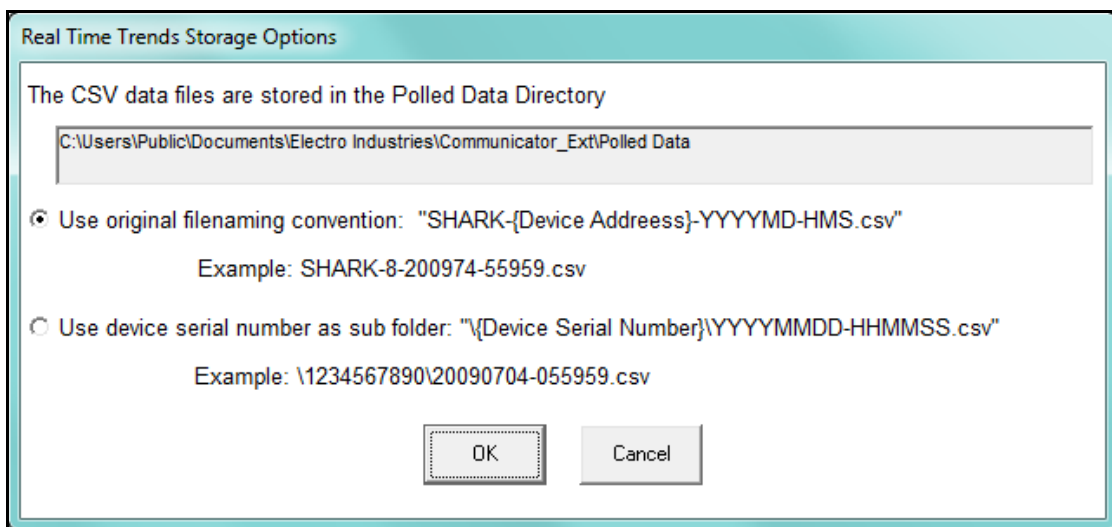 Real Time Trends Storage Options
The CSV data files are stored in the Polled Data Directory
C:\Users\Public\Documents\Electro Industries\Communicator_Ext\Polled Data
Use original filenaming convention: "SHARK-{Device Addreess}-YYYYMD-HMS.csv"
Example: SHARK-8-200974-55959.csv
Use device serial number as sub folder: "\{Device Serial Number}\YYYYMMDD-HHMMSS.csv"
Example: \1234567890\20090704-055959.csv
OK Cancel